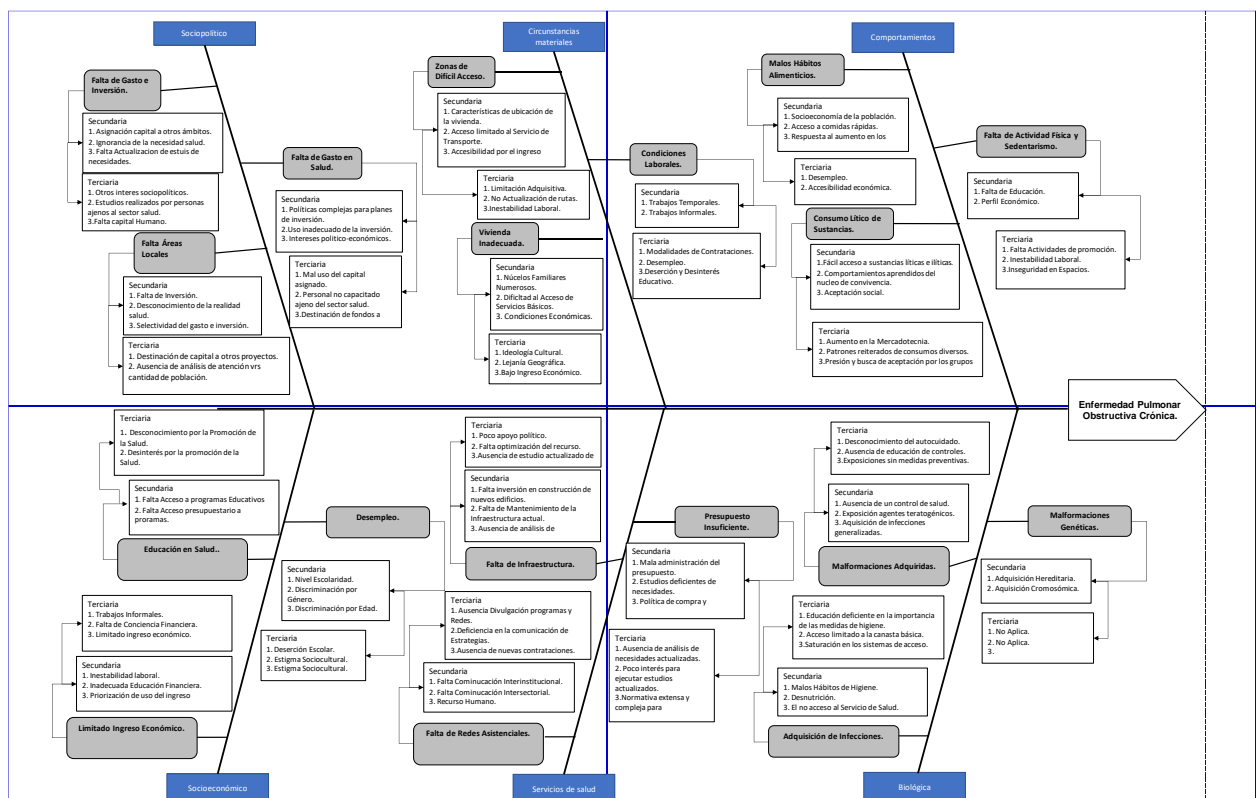 Sociopolítico
Falta de Gasto e
Inversión.
Secundaria
1. Asignación capital a otros ámbitos.
2. Ignorancia de la necesidad salud.
3. Falta Actualizacion de estuis de
necesidades.
Terciaria
1. Otros interes sociopolíticos.
2. Estudios realizados por personas
ajenos al sector salud.
3.Falta capital Humano.
Falta de Gasto en
Salud.
Secundaria
1. Políticas complejas para planes
de inversión.
2.Uso inadecuado de la inversión.
3. Intereses politico-económicos.
Terciaria
1. Mal uso del capital
asignado.
2. Personal no capacitado
ajeno del sector salud.
3.Destinación de fondos a
Falta Áreas
Locales
Secundaria
1. Falta de Inversión.
2. Desconocimiento de la realidad
salud.
3. Selectividad del gasto e inversión.
Terciaria
1. Destinación de capital a otros proyectos.
2. Ausencia de análisis de atención vrs
cantidad de población.
Circunstancias
materiales
Zonas de
Difícil Acceso.
Secundaria
1. Características de ubicación de
la vivienda.
2. Acceso limitado al Servicio de
Transporte.
3. Accesibilidad por el ingreso
Terciaria
1. Limitación Adquisitiva.
2. No Actualización de rutas.
3.Inestabilidad Laboral.
Vivienda
Inadecuada.
Secundaria
1. Núcelos Familiares
Numerosos.
2. Dificltad al Acceso de
Servicios Básicos.
3. Condiciones Económicas.
Terciaria
1. Ideología Cultural.
2. Lejanía Geográfica.
3.Bajo Ingreso Económico.
Condiciones
Laborales.
Secundaria
1. Trabajos Temporales.
2. Trabajos Informales.
Terciaria
1. Modalidades de Contrataciones.
2. Desempleo.
3.Deserción y Desinterés
Educativo.
Comportamientos
Malos Hábitos
Alimenticios.
Secundaria
1. Socioeconomía de la población.
2. Acceso a comidas rápidas.
3. Respuesta al aumento en los
Terciaria
1. Desempleo.
2. Accesibilidad económica.
Consumo Lítico de
Sustancias.
Secundaria
1.Fácil acceso a sustancias líticas e ilíticas.
2. Comportamientos aprendidos del
nucleo de convivencia.
3. Aceptación social.
Terciaria
1. Aumento en la Mercadotecnia.
2. Patrones reiterados de consumos diversos.
3.Presión y busca de aceptación por los grupos
Falta de Actividad Física y
Sedentarismo.
Secundaria
1. Falta de Educación.
2. Perfil Económico.
Terciaria
1. Falta Actividades de promoción.
2. Inestabilidad Laboral.
3.Inseguridad en Espacios.
Enfermedad Pulmonar
Obstructiva Crónica.
Terciaria
1. Desconocimiento por la Promoción de
la Salud.
2. Desinterés por la promoción de la
Salud.
Secundaria
1. Falta Acceso a programas Educativos
2. Falta Acceso presupuestario a
proramas.
Educación en Salud..
Desempleo.
Secundaria
1. Nivel Escolaridad.
2. Discriminación por
Género.
3. Discriminación por Edad.
Terciaria
1. Deserción Escolar.
2. Estigma Sociocultural.
3. Estigma Sociocultural.
Terciaria
1. Trabajos Informales.
2. Falta de Conciencia Financiera.
3. Limitado ingreso económico.
Secundaria
1. Inestabilidad laboral.
2. Inadecuada Educación Financiera.
3. Priorización de uso del ingreso
Limitado Ingreso Económico.
Socioeconómico
Terciaria
1. Poco apoyo político.
2. Falta optimización del recurso.
3.Ausencia de estudio actualizado de
Secundaria
1. Falta inversión en construcción de
nuevos edificios.
2. Falta de Mantenimiento de la
Infraestructura actual.
3. Ausencia de análisis de
Falta de Infraestructura.
Terciaria
1. Ausencia Divulgación programas y
Redes.
2.Deficiencia en la comunicación de
Estrategias.
3.Ausencia de nuevas contrataciones.
Secundaria
1. Falta Cominucación Interinstitucional.
2. Falta Cominucación Intersectorial.
3. Recurso Humano.
Falta de Redes Asistenciales.
Servicios de salud
Presupuesto
Insuficiente.
Secundaria
1. Mala administración del
presupuesto.
2. Estudios deficientes de
necesidades.
3. Política de compra y
Terciaria
1. Ausencia de análisis de
necesidades actualizadas.
2. Poco interés para
ejecutar estudios
actualizados.
3.Normativa extensa y
compleja para
Terciaria
1. Desconocimiento del autocuidado.
2. Ausencia de educación de controles.
3.Exposiciones sin medidas preventivas.
Secundaria
1. Ausencia de un control de salud.
2. Exposición agentes teratogénicos.
3. Aquisición de infecciones
generalizadas.
Malformaciones Adquiridas.
Malformaciones
Genéticas.
Secundaria
1. Adquisición Hereditaria.
2. Aquisición Cromosómica.
Terciaria
1. No Aplica.
2. No Aplica.
3.
Terciaria
1. Educación deficiente en la importancia
de las medidas de higiene.
2. Acceso limitado a la canasta básica.
3.Saturación en los sistemas de acceso.
Secundaria
1. Malos Hábitos de Higiene.
2. Desnutrición.
3. El no acceso al Servicio de Salud.
Adquisición de Infecciones.
Biológica